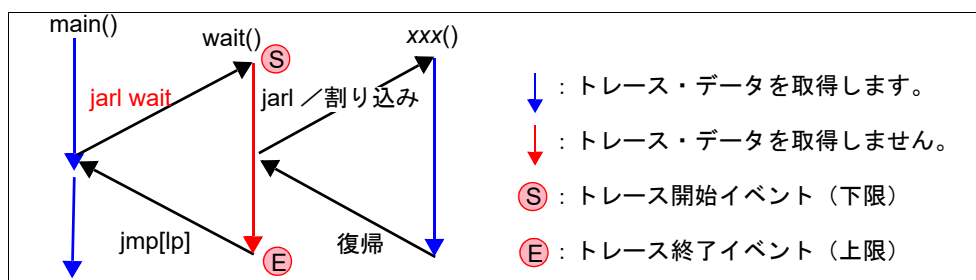 main()
wait()
xxx()
S
jarl wait
jarl ／割り込み
jmp[lp]
復帰
E
：トレース・データを取得します。
：トレース・データを取得しません。
S：トレース開始イベント（下限）
E：トレース終了イベント（上限）